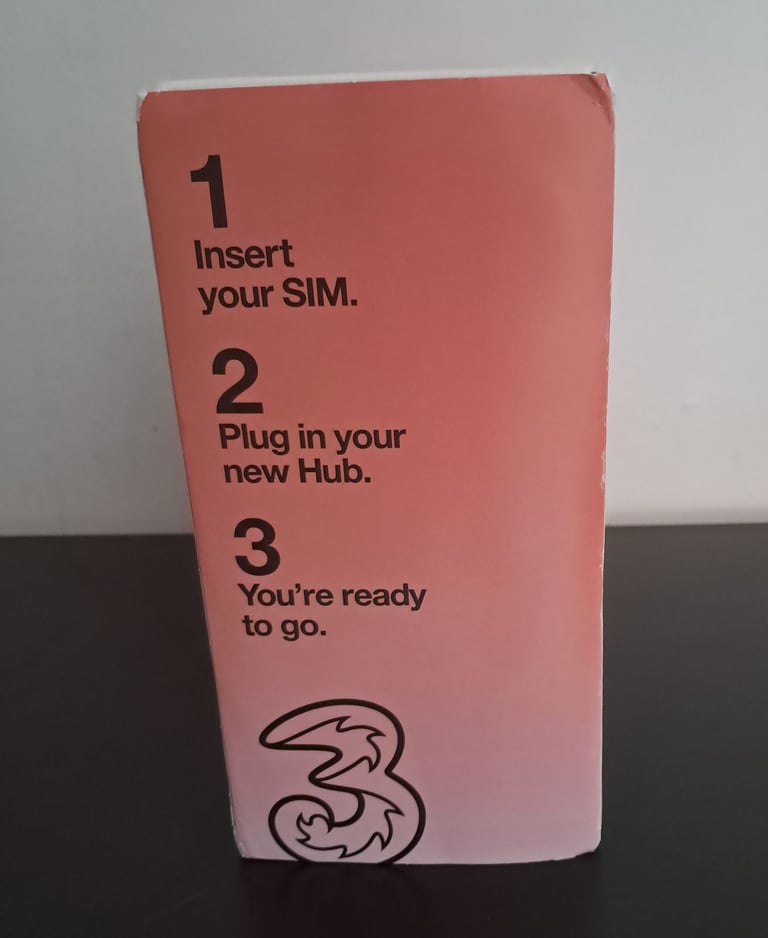 1
Insert
your SIM.
2
Plug in your
new Hub.
3
You're ready
to go.
3